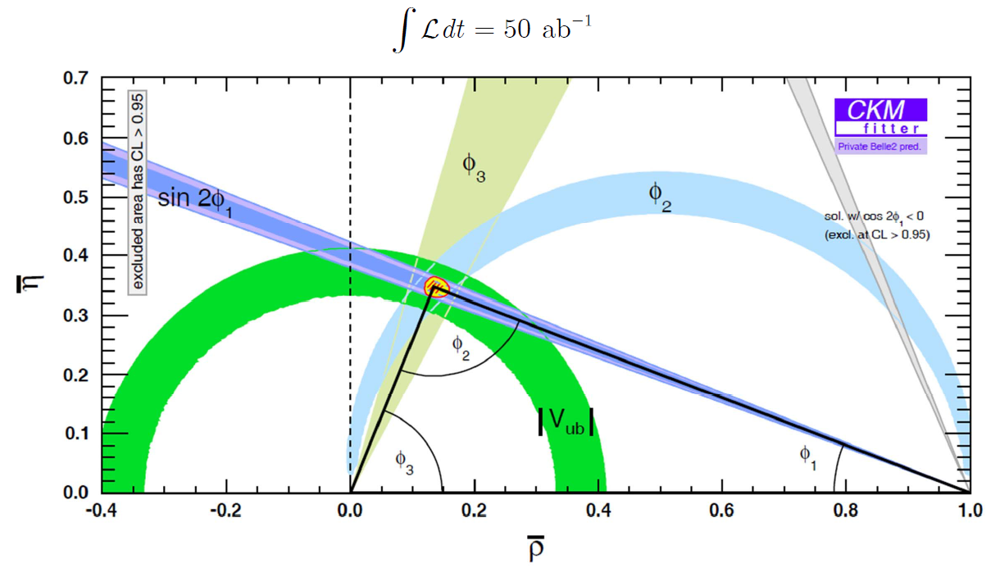 ∫ ℒdt = 50 ab⁻¹
0.7
0.6
0.5
0.4
0.3
0.2
0.1
0.0
η̅
excluded area has CL > 0.95
sin 2ϕ₁
ϕ₃
ϕ₂
CKM
fitter
Private Belle2 pred.
sol. w/ cos 2ϕ₁ < 0
(excl. at CL > 0.95)
ϕ₂
|V_ub|
ϕ₃
ϕ₁
-0.4 -0.2 0.0 0.2 0.4 0.6 0.8 1.0
ρ̅